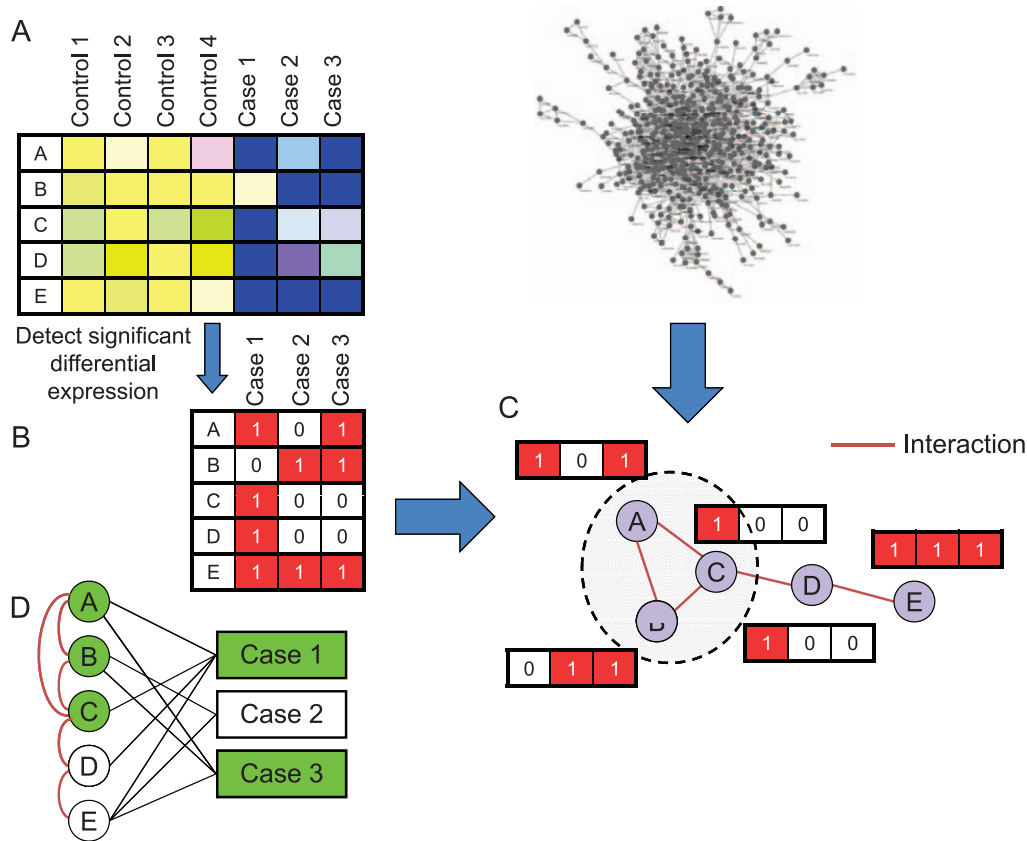 A
Control 1
Control 2
Control 3
Control 4
Case 1
Case 2
Case 3
A
B
C
D
E
Detect significant
differential
expression
Case 1
Case 2
Case 3
B
A 1 0 1
B 0 1 1
C 1 0 0
D 1 0 0
E 1 1 1
C
Interaction
1 0 1
A
1 0 0
C
1 1 1
D
E
B
0 1 1
1 0 0
D
A
B
C
D
E
Case 1
Case 2
Case 3